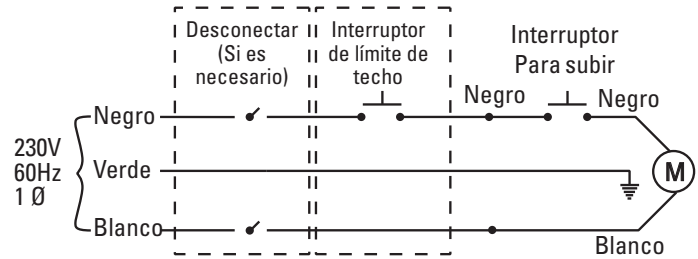 Desconectar
(Si es
necesario)
Interruptor
de límite de
techo
Interruptor
Para subir
Negro
Negro
Negro
230V
60Hz
1 Ø
Verde
M
Blanco
Blanco